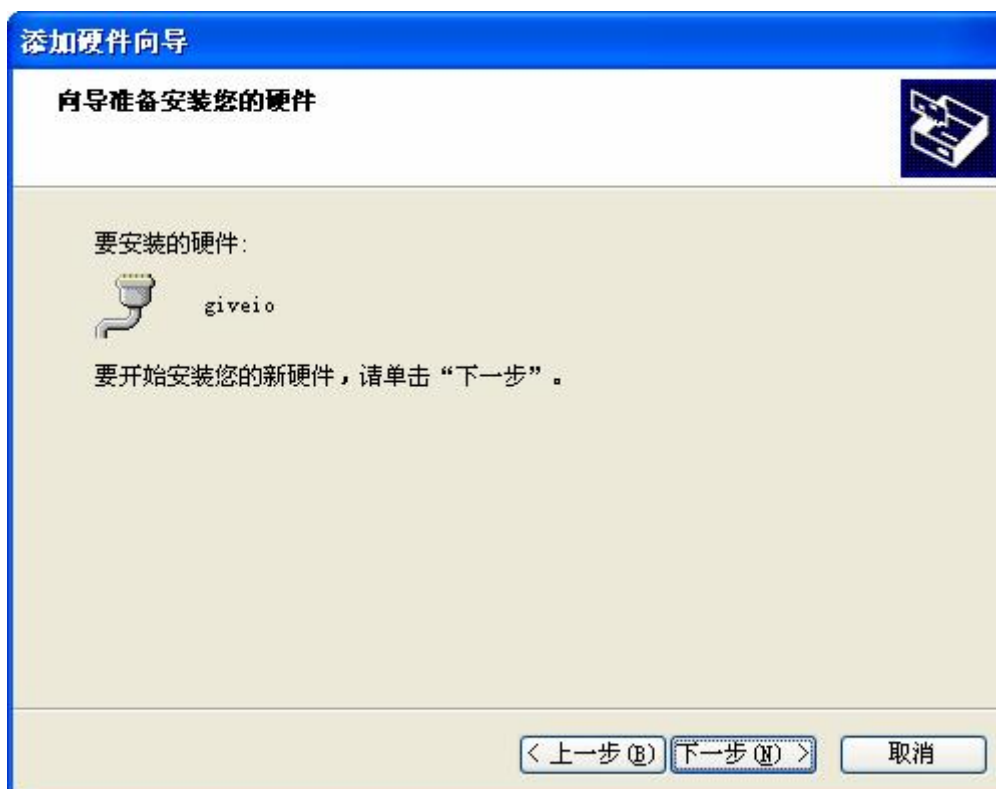 添加硬件向导
向导准备安装您的硬件
要安装的硬件:
giveio
要开始安装您的新硬件，请单击“下一步”。
< 上一步(B) 下一步(N) > 取消